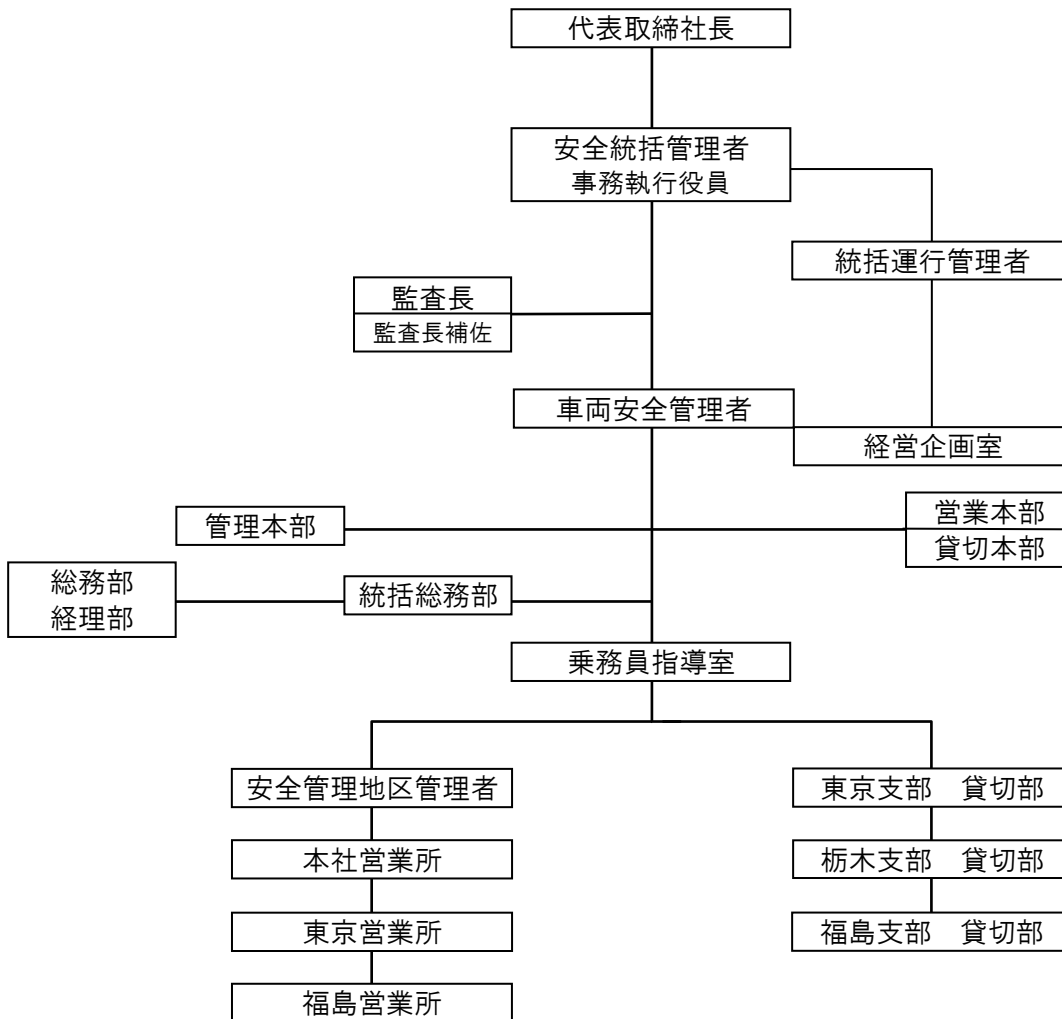 代表取締社長
安全統括管理者
事務執行役員
統括運行管理者
監査長
監査長補佐
車両安全管理者
経営企画室
管理本部
営業本部
貸切本部
総務部
経理部
統括総務部
乗務員指導室
安全管理地区管理者
東京支部　貸切部
本社営業所
栃木支部　貸切部
東京営業所
福島支部　貸切部
福島営業所